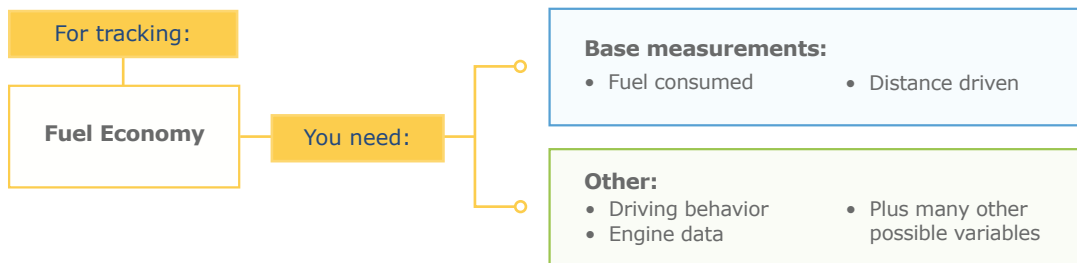 For tracking:
Fuel Economy
You need:
Base measurements:
• Fuel consumed
• Distance driven
Other:
• Driving behavior
• Engine data
• Plus many other
possible variables